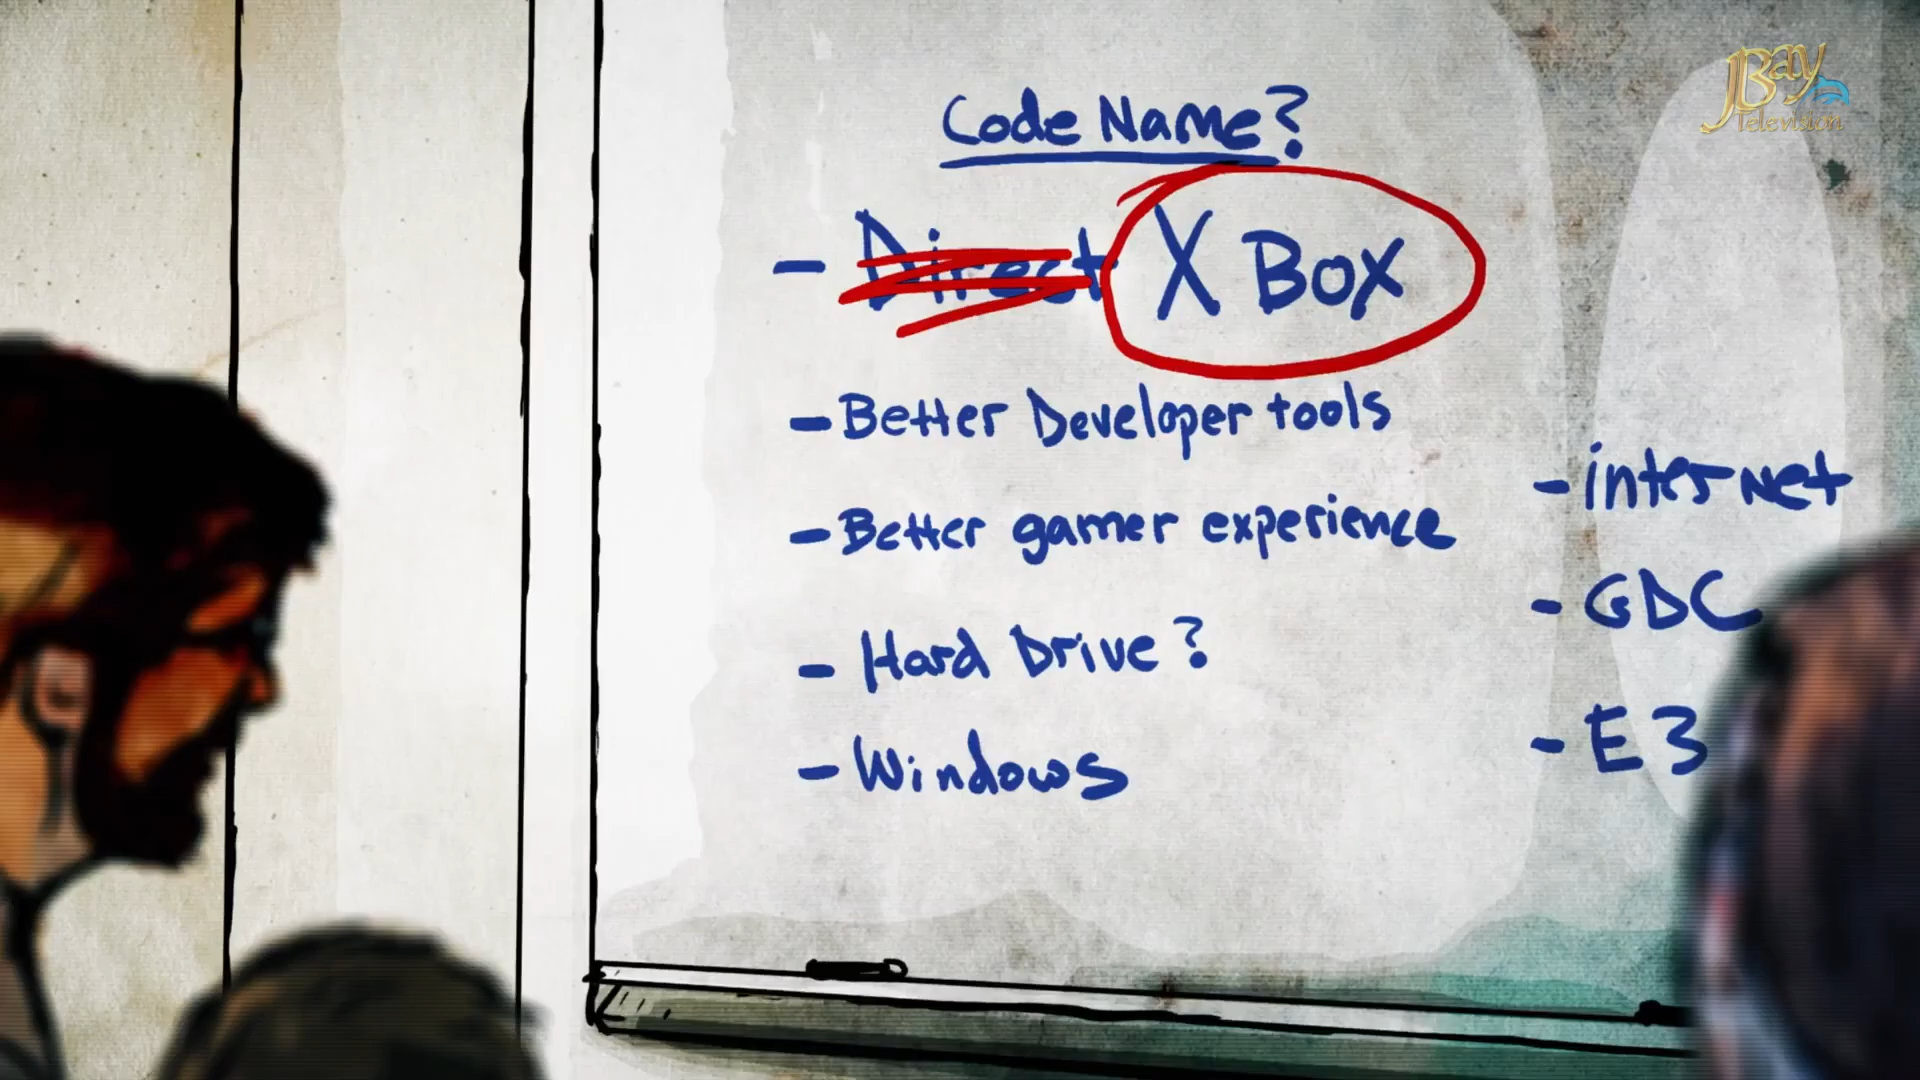 Code Name?
- Direct X Box
- Better Developer tools
- Better gamer experience
- Hard Drive?
- Windows
- internet
- GDC
- E3
JBay
Television